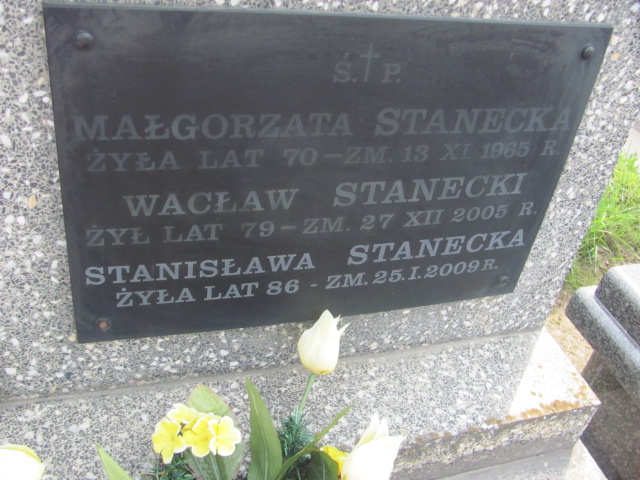 Ś.†P.
MAŁGORZATA STANECKA
ŻYŁA LAT 70 - ZM. 13 XI 1965 R.
WACŁAW STANECKI
ŻYŁ LAT 79 - ZM. 27 XII 2005 R.
STANISŁAWA STANECKA
ŻYŁA LAT 86 - ZM. 25.I.2009 R.